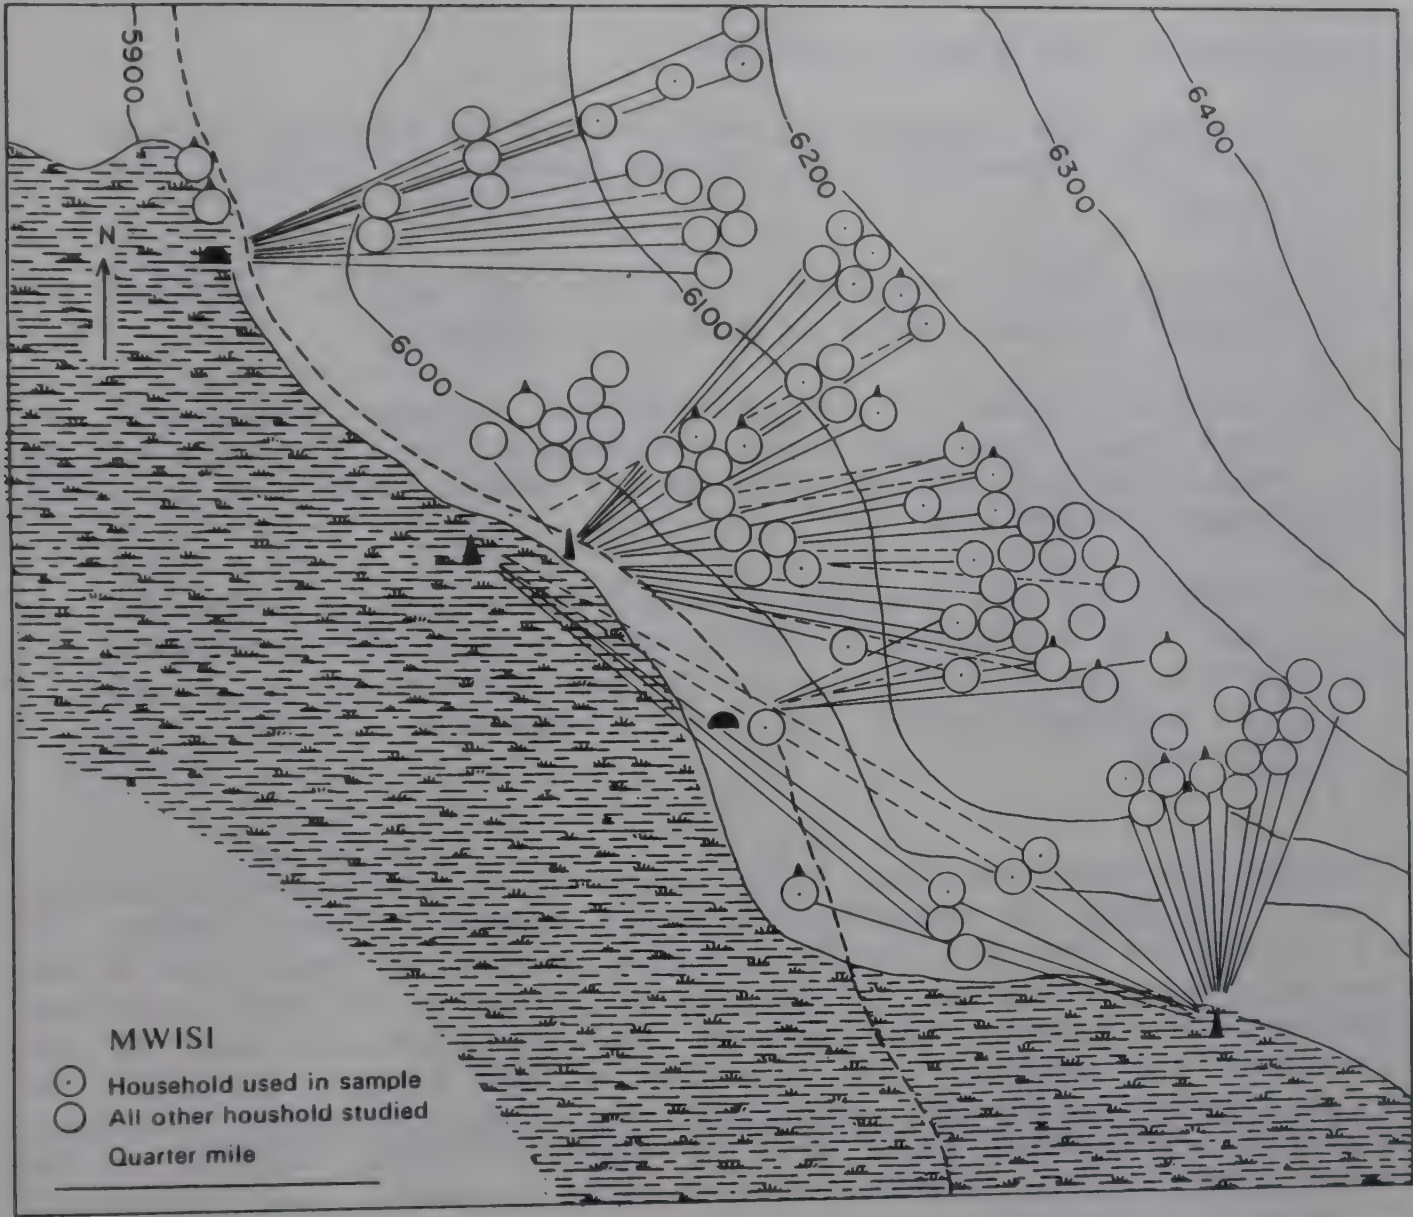 5900
6200
6300
6400
N
6100
6000
MWISI
Household used in sample
All other houshold studied
Quarter mile